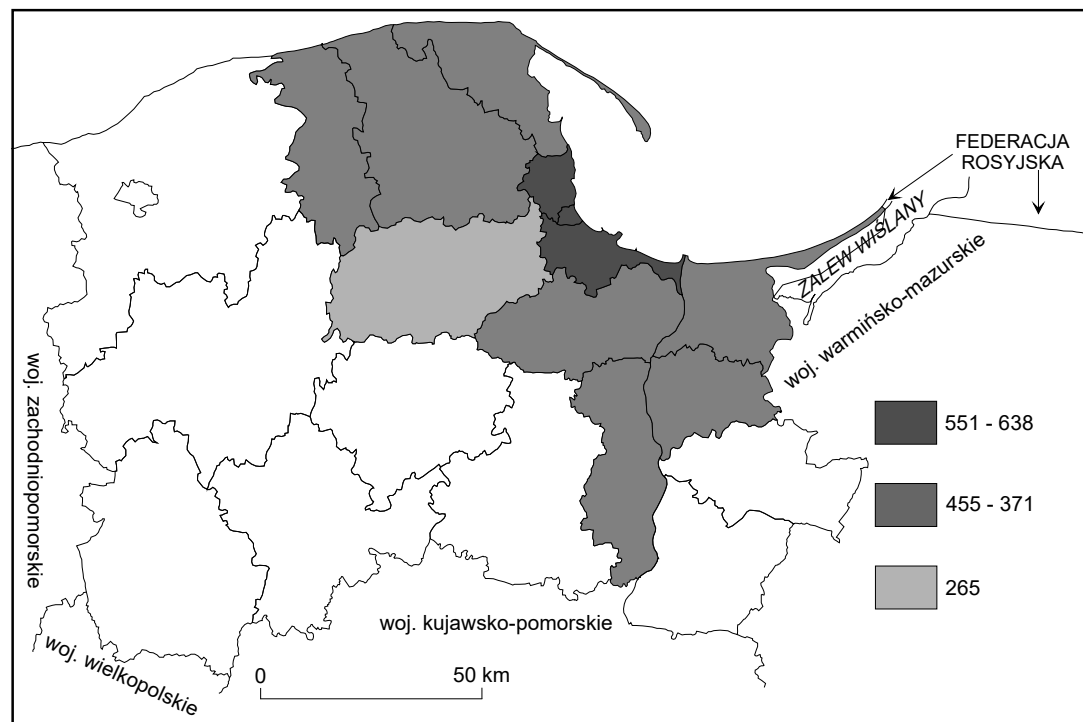 FEDERACJA
ROSYJSKA
ZALEW WIŚLANY
woj. warmińsko-mazurskie
woj. zachodniopomorskie
551 - 638
455 - 371
265
woj. kujawsko-pomorskie
woj. wielkopolskie
0 50 km